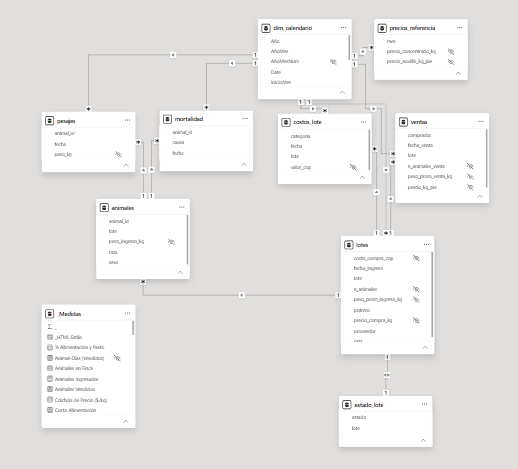 dim_calendario
Año
AñoMes
AñoMesNum
Date
InicioMes
precios_referencia
mes
precio_concentrado_kg
precio_novillo_kg_pie
pesajes
animal_id
fecha
peso_kg
mortalidad
animal_id
causa
fecha
costos_lote
categoria
fecha
lote
valor_cop
ventas
comprador
fecha_venta
lote
n_animales_venta
peso_prom_venta_kg
precio_kg_pie
animales
animal_id
lote
peso_ingreso_kg
raza
sexo
lotes
costo_compra_cop
fecha_ingreso
lote
n_animales
peso_prom_ingreso_kg
potrero
precio_compra_kg
proveedor
_Medidas
_HTML Estilo
% Alimentación y Pasto
Animal-Días (Vendidos)
Animales en Finca
Animales Ingresados
Animales Vendidos
Colchón de Precio ($/kg)
Costo Alimentación
estado_lote
estado
lote